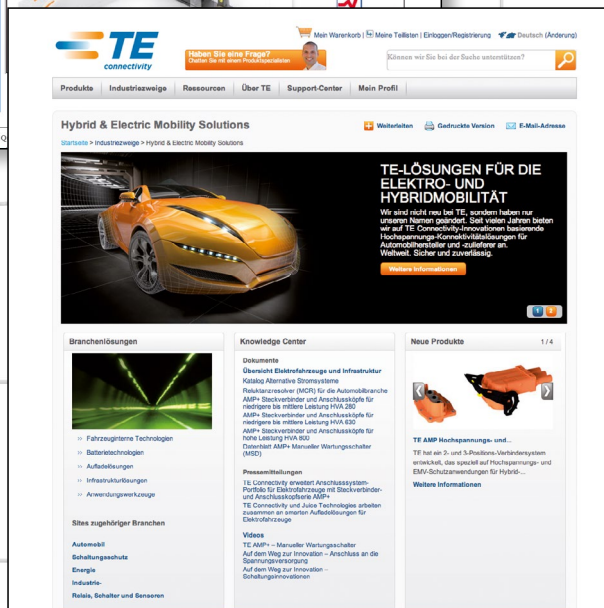 Mein Warenkorb | Meine Teillisten | Einloggen/Registrierung Deutsch (Änderung)
TE
connectivity
Haben Sie eine Frage?
Chatten Sie mit einem Produktspezialisten
Können wir Sie bei der Suche unterstützen?
Produkte Industriezweige Ressourcen Über TE Support-Center Mein Profil
Hybrid & Electric Mobility Solutions
Weiterleiten Gedruckte Version E-Mail-Adresse
Startseite > Industriezweige > Hybrid & Electric Mobility Solutions
TE-LÖSUNGEN FÜR DIE
ELEKTRO- UND
HYBRIDMOBILITÄT
Wir sind nicht neu bei TE, sondern haben nur
unseren Namen geändert. Seit vielen Jahren bieten
wir auf TE Connectivity-Innovationen basierende
Hochspannungs-Konnektivitätslösungen für
Automobilhersteller und -zulieferer an.
Weltweit. Sicher und zuverlässig.
Weitere Informationen
1 2
Branchenlösungen
» Fahrzeuginterne Technologien
» Batterietechnologien
» Aufladelösungen
» Infrastrukturlösungen
» Anwendungswerkzeuge
Sites zugehöriger Branchen
Automobil
Schaltungsschutz
Energie
Industrie-
Relais, Schalter und Sensoren
Knowledge Center
Dokumente
Übersicht Elektrofahrzeuge und Infrastruktur
Katalog Alternative Stromsysteme
Reluktanzresolver (MCR) für die Automobilbranche
AMP+ Steckverbinder und Anschlussköpfe für
niedrigere bis mittlere Leistung HVA 280
AMP+ Steckverbinder und Anschlussköpfe für
niedrigere bis mittlere Leistung HVA 630
AMP+ Steckverbinder und Anschlussköpfe für
hohe Leistung HVA 800
Datenblatt AMP+ Manueller Wartungsschalter
(MSD)
Pressemitteilungen
TE Connectivity erweitert Anschlusssystem-
Portfolio für Elektrofahrzeuge mit Steckverbinder-
und Anschlusskopfserie AMP+
TE Connectivity und Juice Technologies arbeiten
zusammen an smarten Aufladelösungen für
Elektrofahrzeuge
Videos
TE AMP+ – Manueller Wartungsschalter
Auf dem Weg zur Innovation – Anschluss an die
Spannungsversorgung
Auf dem Weg zur Innovation –
Schaltungsinnovationen
Neue Produkte 1/4
TE AMP Hochspannungs- und...
TE hat ein 2- und 3-Positions-Verbindersystem
entwickelt, das speziell auf Hochspannungs- und
EMV-Schutzanwendungen für Hybrid-...
Weitere Informationen